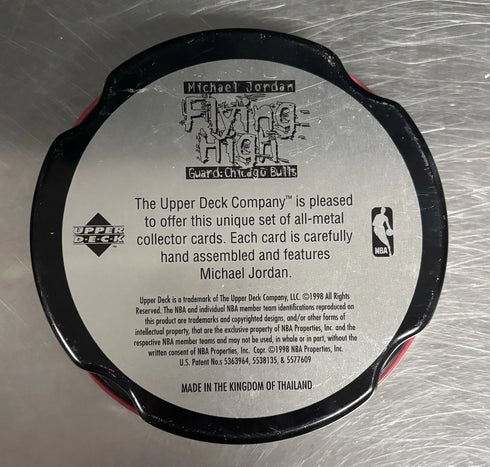 Michael Jordan
Flying
High
Guard: Chicago Bulls
The Upper Deck Company™ is pleased
to offer this unique set of all-metal
collector cards. Each card is carefully
hand assembled and features
Michael Jordan.
UPPER
D·E·C·K
NBA
Upper Deck is a trademark of The Upper Deck Company, LLC. ©1998 All Rights
Reserved. The NBA and individual NBA member team identifications reproduced on
this product are trademarks and copyrighted designs, and/or other forms of
intellectual property, that are the exclusive property of NBA Properties, Inc. and the
respective NBA member teams and may not be used, in whole or in part, without the
written consent of NBA Properties, Inc. Copr. ©1998 NBA Properties, Inc.
U.S. Patent No.s 5363964, 5538135, & 5577609
MADE IN THE KINGDOM OF THAILAND